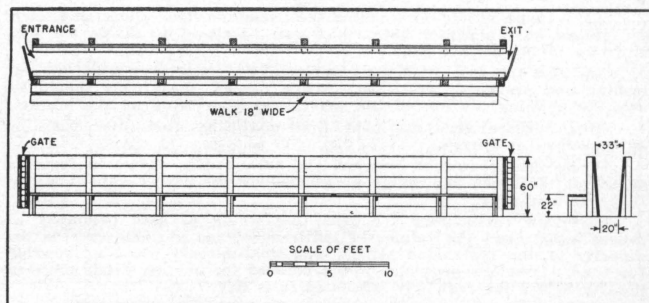 ENTRANCE
EXIT.
WALK 18" WIDE
GATE
GATE
33"
60"
22"
20"
SCALE OF FEET
0 5 10